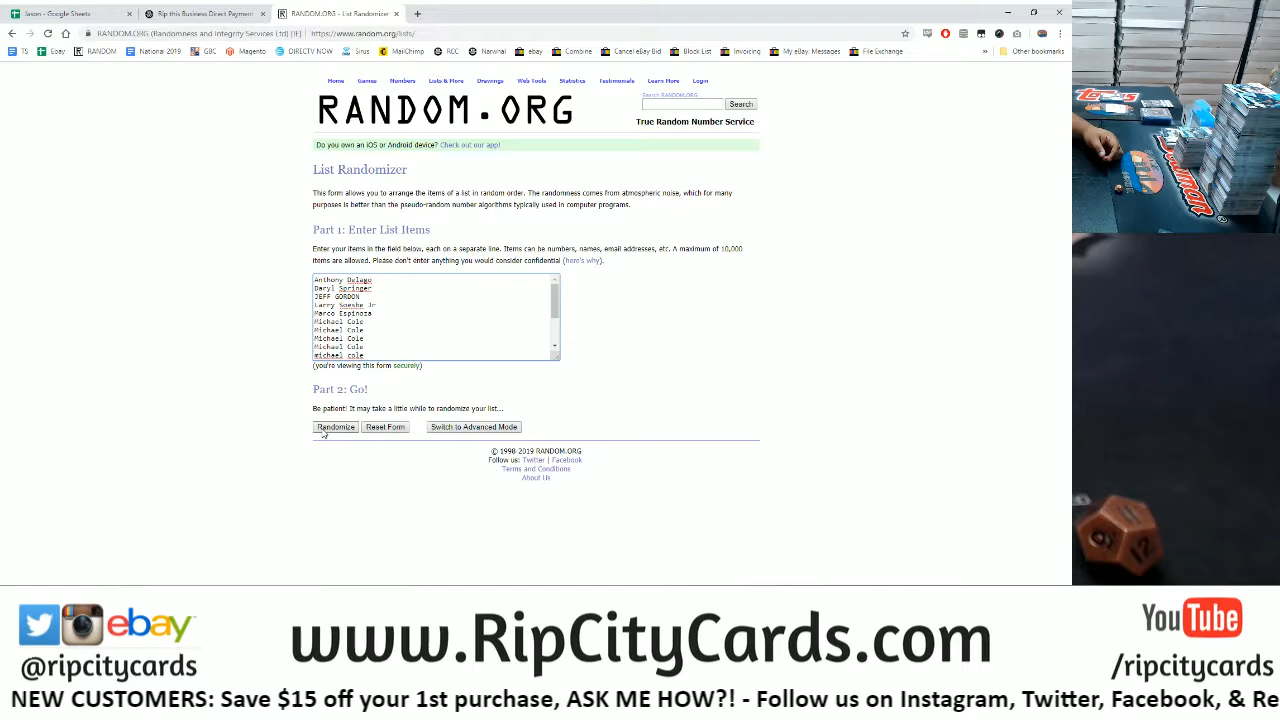 Jason - Google Sheets
Rip this Business Direct Payment
RANDOM.ORG - List Randomizer
RANDOM.ORG (Randomness and Integrity Services Ltd) [IE] | https://www.random.org/lists/
TS Ebay RANDOM National 2019 GBC Magento DIRECTV NOW Sirus MailChimp RCC Narwhal ebay Combine Cancel eBay Bid Block List Invoicing My eBay: Messages File Exchange » Other bookmarks
Home Games Numbers Lists & More Drawings Web Tools Statistics Testimonials Learn More Login
Search RANDOM.ORG
RANDOM.ORG
Search
True Random Number Service
Do you own an iOS or Android device? Check out our app!
List Randomizer
This form allows you to arrange the items of a list in random order. The randomness comes from atmospheric noise, which for many
purposes is better than the pseudo-random number algorithms typically used in computer programs.
Part 1: Enter List Items
Enter your items in the field below, each on a separate line. Items can be numbers, names, email addresses, etc. A maximum of 10,000
items are allowed. Please don't enter anything you would consider confidential (here's why).
Anthony Delago
Daryl Springer
JEFF GORDON
Larry Soesbe Jr
Marco Espinoza
Michael Cole
Michael Cole
Michael Cole
Michael Cole
michael cole
(you're viewing this form securely)
Part 2: Go!
Be patient! It may take a little while to randomize your list...
Randomize Reset Form Switch to Advanced Mode
© 1998-2019 RANDOM.ORG
Follow us: Twitter | Facebook
Terms and Conditions
About Us
Topps
Bowman
11
9
12
ebay
@ripcitycards
www.RipCityCards.com
YouTube
/ripcitycards
NEW CUSTOMERS: Save $15 off your 1st purchase, ASK ME HOW?! - Follow us on Instagram, Twitter, Facebook, & Re